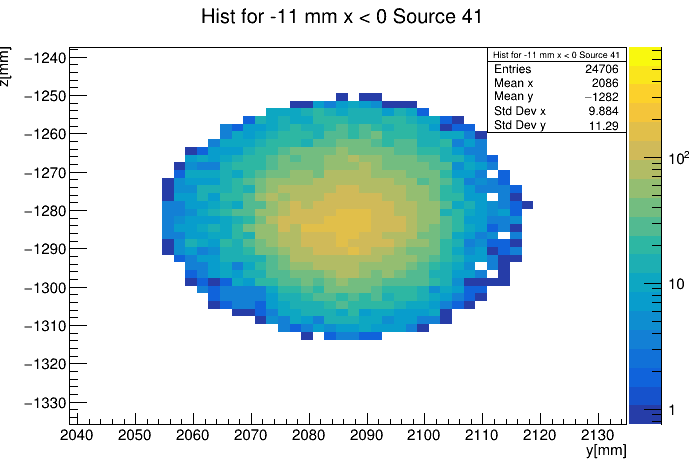 Hist for -11 mm x < 0 Source 41
z[mm]
Hist for -11 mm x < 0 Source 41
Entries 24706
Mean x 2086
Mean y −1282
Std Dev x 9.884
Std Dev y 11.29
−1240
−1250
−1260
−1270
−1280
−1290
−1300
−1310
−1320
−1330
10²
10
1
2040 2050 2060 2070 2080 2090 2100 2110 2120 2130
y[mm]